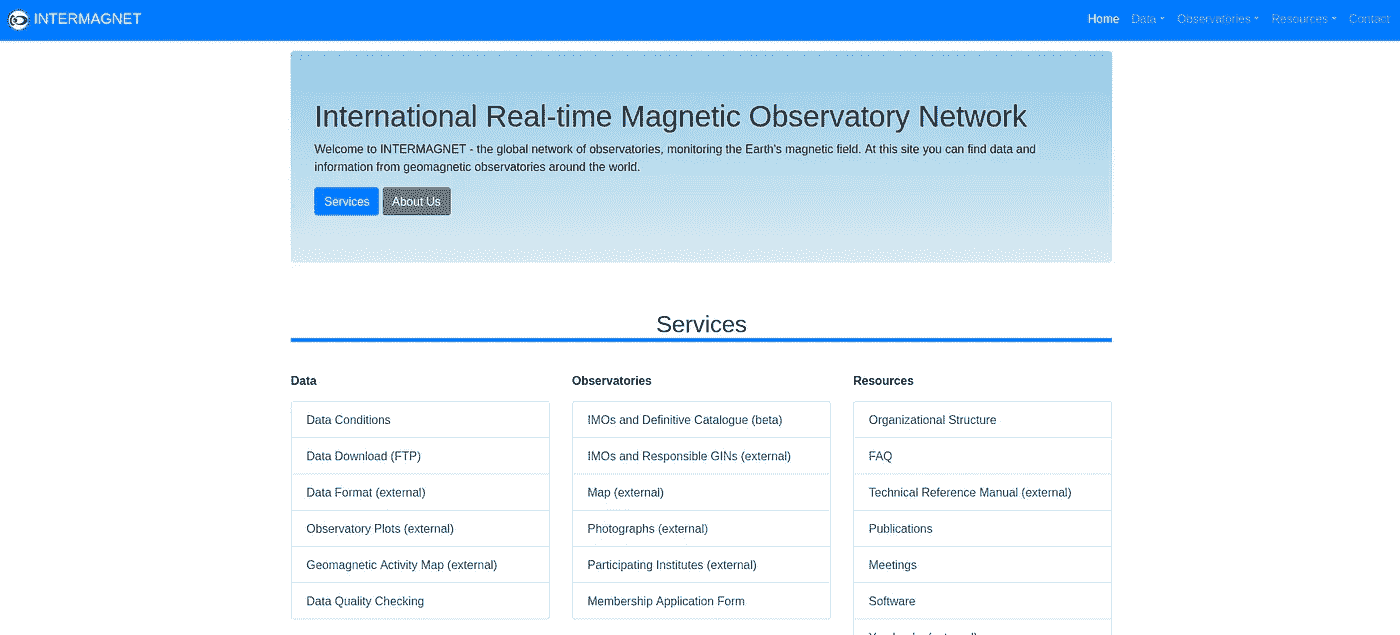 INTERMAGNET
Home Data Observatories Resources Contact
International Real-time Magnetic Observatory Network
Welcome to INTERMAGNET - the global network of observatories, monitoring the Earth's magnetic field. At this site you can find data and
information from geomagnetic observatories around the world.
Services About Us
Services
Data
Data Conditions
Data Download (FTP)
Data Format (external)
Observatory Plots (external)
Geomagnetic Activity Map (external)
Data Quality Checking
Observatories
IMOs and Definitive Catalogue (beta)
IMOs and Responsible GINs (external)
Map (external)
Photographs (external)
Participating Institutes (external)
Membership Application Form
Resources
Organizational Structure
FAQ
Technical Reference Manual (external)
Publications
Meetings
Software